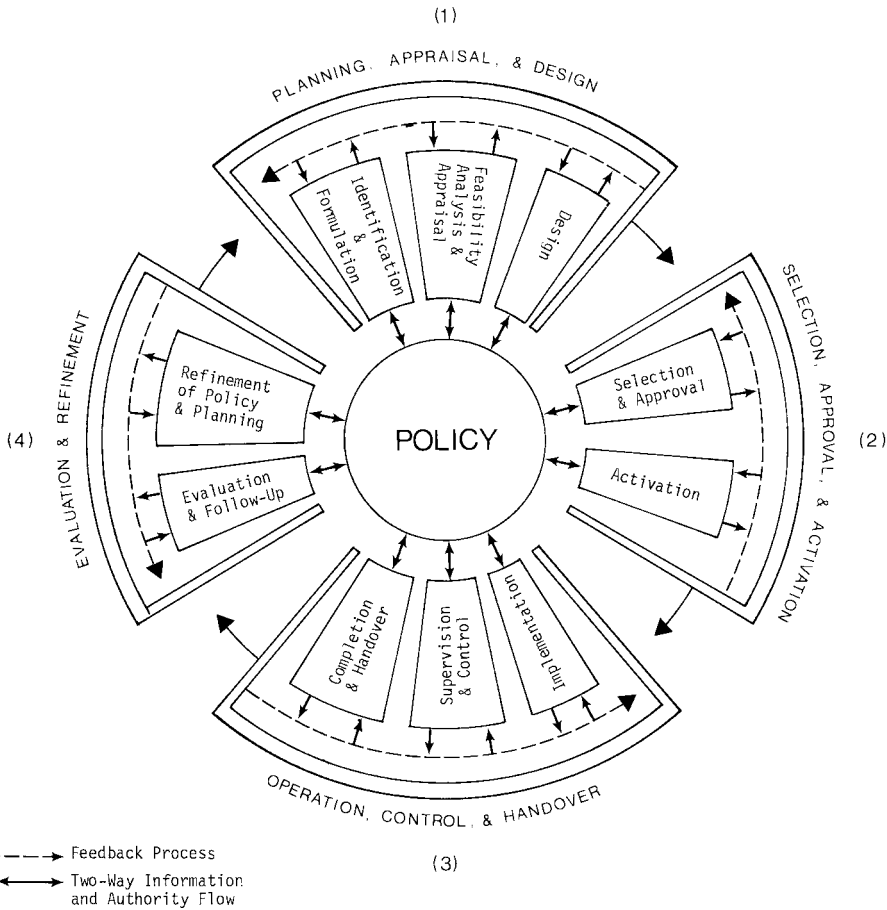 (1)
PLANNING, APPRAISAL, & DESIGN
Identification
&
Formulation
Feasibility
Analysis &
Appraisal
Design
SELECTION, APPROVAL, & ACTIVATION
Selection
& Approval
Activation
(2)
POLICY
EVALUATION & REFINEMENT
(4)
Refinement
of Policy
& Planning
Evaluation
& Follow-Up
Completion
& Handover
Supervision
& Control
Implementation
OPERATION, CONTROL, & HANDOVER
(3)
Feedback Process
Two-Way Information
and Authority Flow